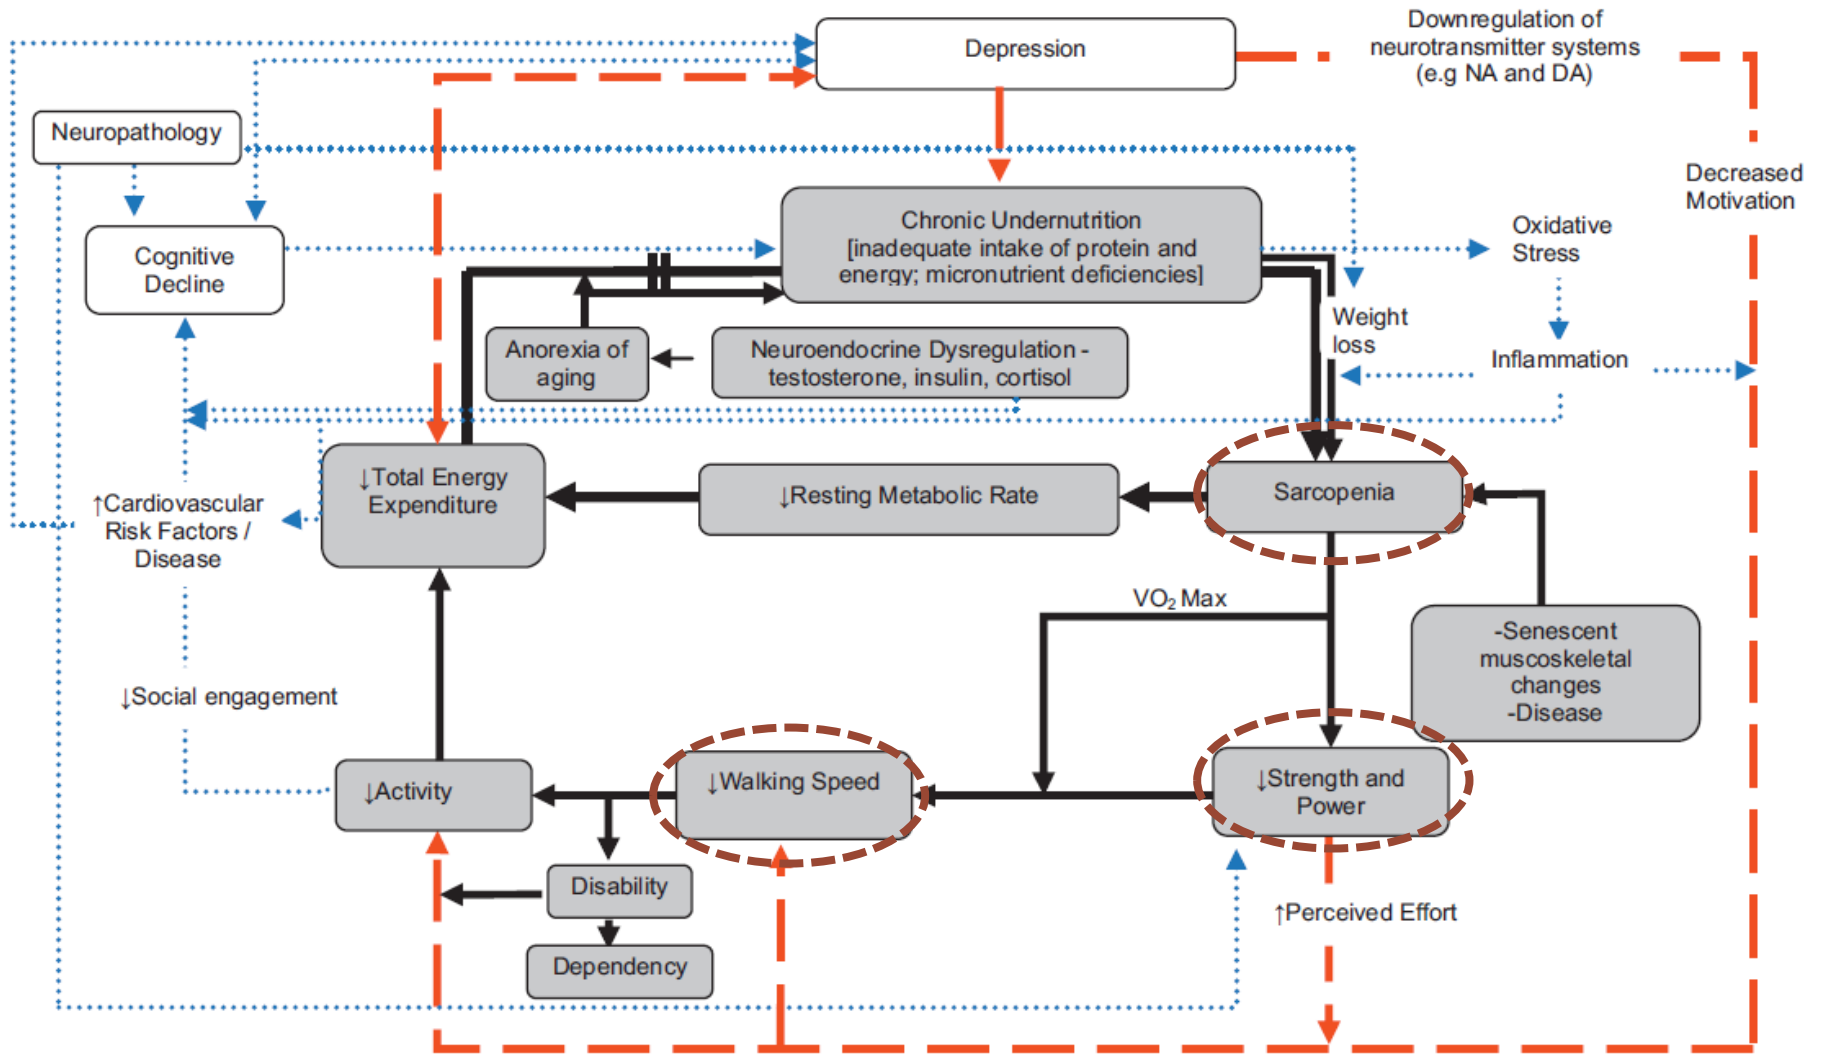 Depression
Downregulation of
neurotransmitter systems
(e.g NA and DA)
Neuropathology
Decreased
Motivation
Cognitive
Decline
Chronic Undernutrition
[inadequate intake of protein and
energy; micronutrient deficiencies]
Oxidative
Stress
Weight
loss
Inflammation
Anorexia of
aging
Neuroendocrine Dysregulation -
testosterone, insulin, cortisol
↓Total Energy
Expenditure
↓Resting Metabolic Rate
Sarcopenia
↑Cardiovascular
Risk Factors /
Disease
VO₂ Max
-Senescent
muscoskeletal
changes
-Disease
↓Social engagement
↓Activity
↓Walking Speed
↓Strength and
Power
Disability
↑Perceived Effort
Dependency